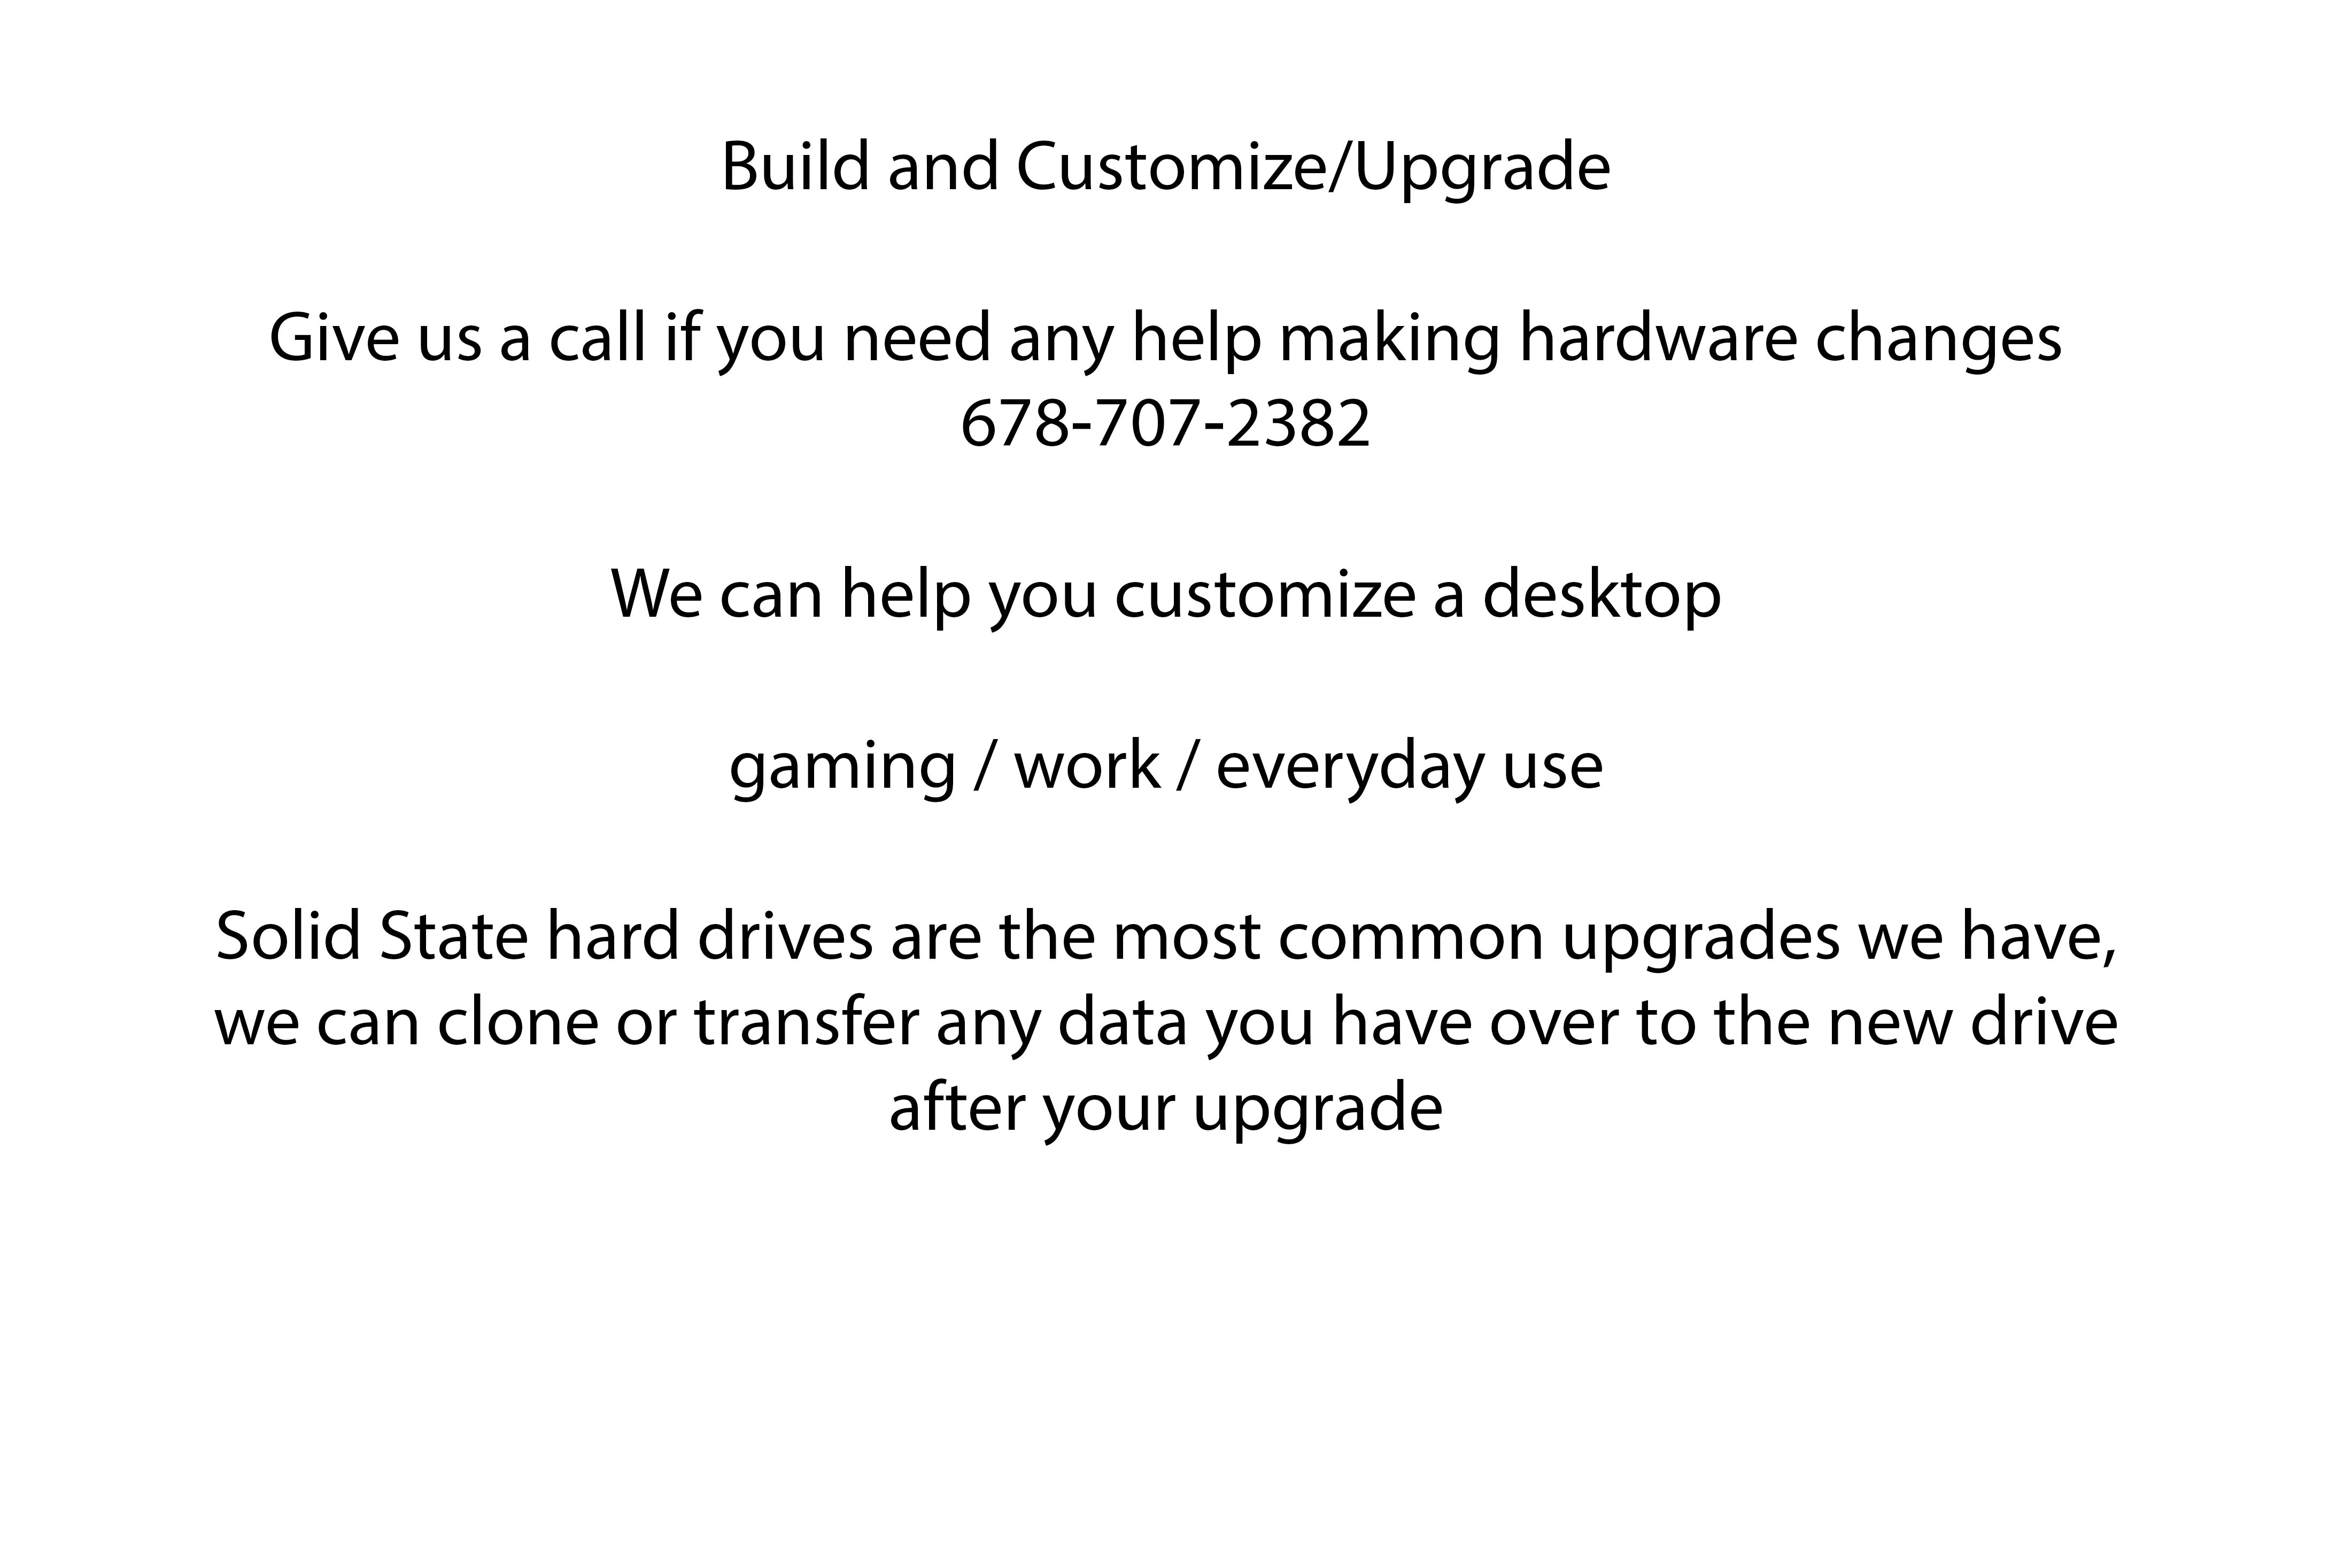 Build and Customize/Upgrade
Give us a call if you need any help making hardware changes
678-707-2382
We can help you customize a desktop
gaming / work / everyday use
Solid State hard drives are the most common upgrades we have,
we can clone or transfer any data you have over to the new drive
after your upgrade